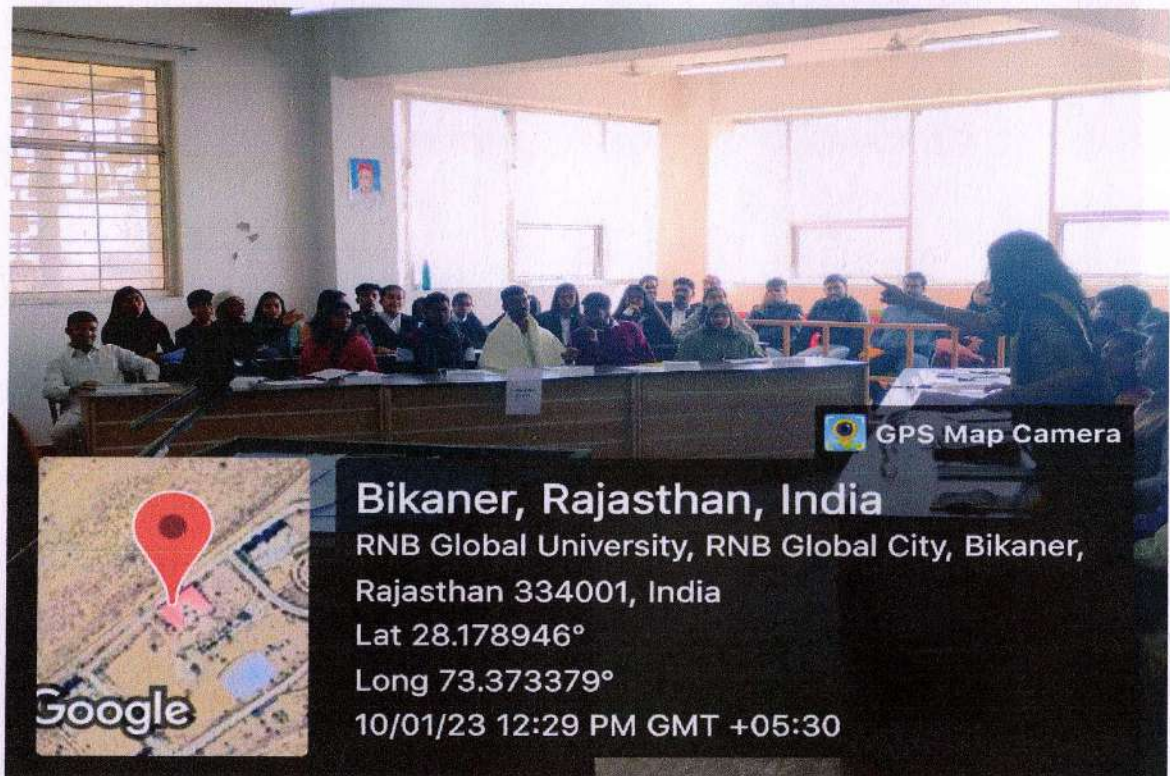 GPS Map Camera
Bikaner, Rajasthan, India
RNB Global University, RNB Global City, Bikaner,
Rajasthan 334001, India
Lat 28.178946°
Long 73.373379°
10/01/23 12:29 PM GMT +05:30
Google